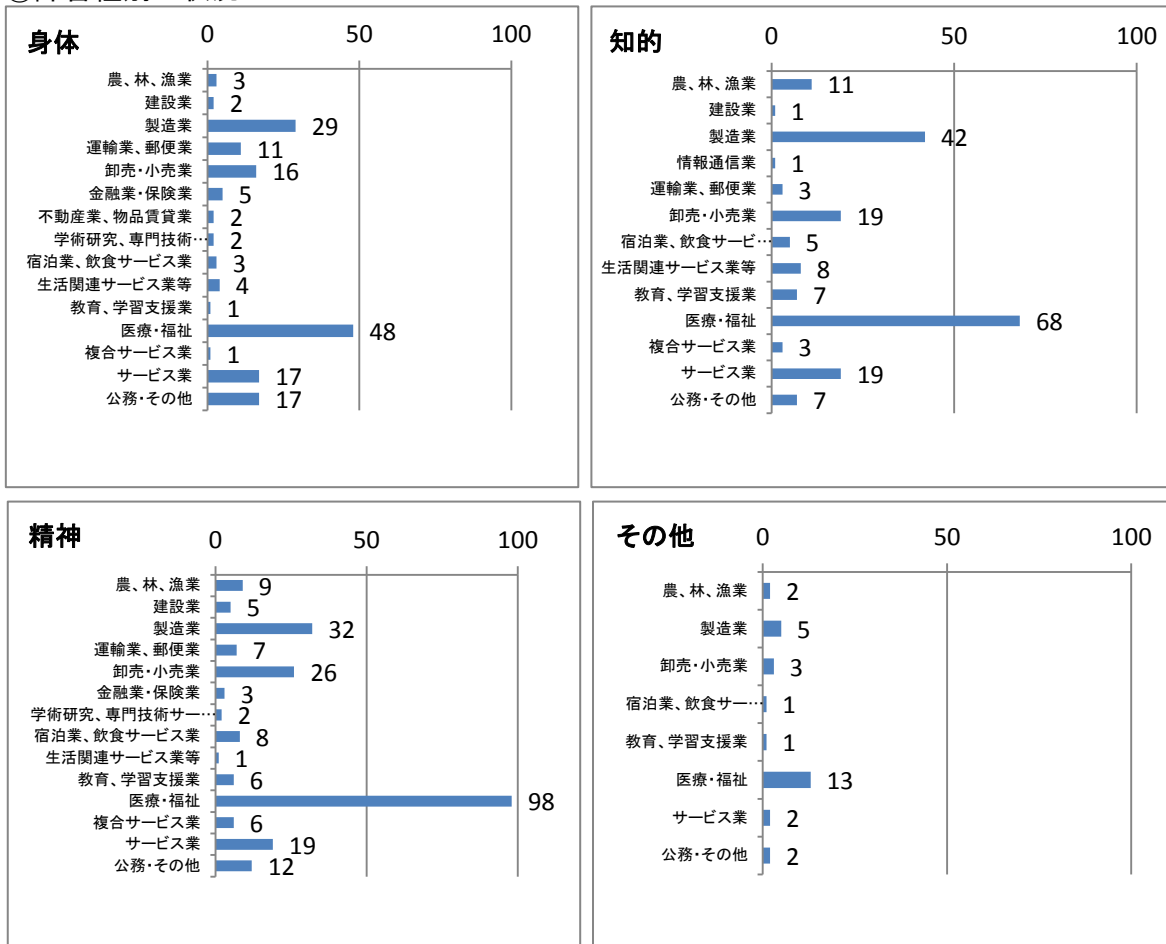 身体
0 50 100
農、林、漁業 3
建設業 2
製造業 29
運輸業、郵便業 11
卸売・小売業 16
金融業・保険業 5
不動産業、物品賃貸業 2
学術研究、専門技術… 2
宿泊業、飲食サービス業 3
生活関連サービス業等 4
教育、学習支援業 1
医療・福祉 48
複合サービス業 1
サービス業 17
公務・その他 17
知的
0 50 100
農、林、漁業 11
建設業 1
製造業 42
情報通信業 1
運輸業、郵便業 3
卸売・小売業 19
宿泊業、飲食サービ… 5
生活関連サービス業等 8
教育、学習支援業 7
医療・福祉 68
複合サービス業 3
サービス業 19
公務・その他 7
精神
0 50 100
農、林、漁業 9
建設業 5
製造業 32
運輸業、郵便業 7
卸売・小売業 26
金融業・保険業 3
学術研究、専門技術サー… 2
宿泊業、飲食サービス業 8
生活関連サービス業等 1
教育、学習支援業 6
医療・福祉 98
複合サービス業 6
サービス業 19
公務・その他 12
その他
0 50 100
農、林、漁業 2
製造業 5
卸売・小売業 3
宿泊業、飲食サー… 1
教育、学習支援業 1
医療・福祉 13
サービス業 2
公務・その他 2